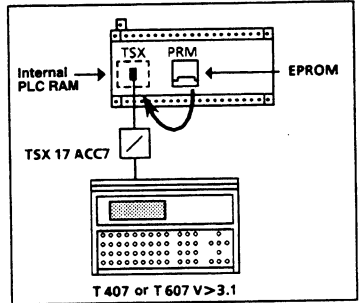 TSX PRM
Internal
PLC RAM
EPROM
TSX 17 ACC7
T 407 or T 607 V>3.1